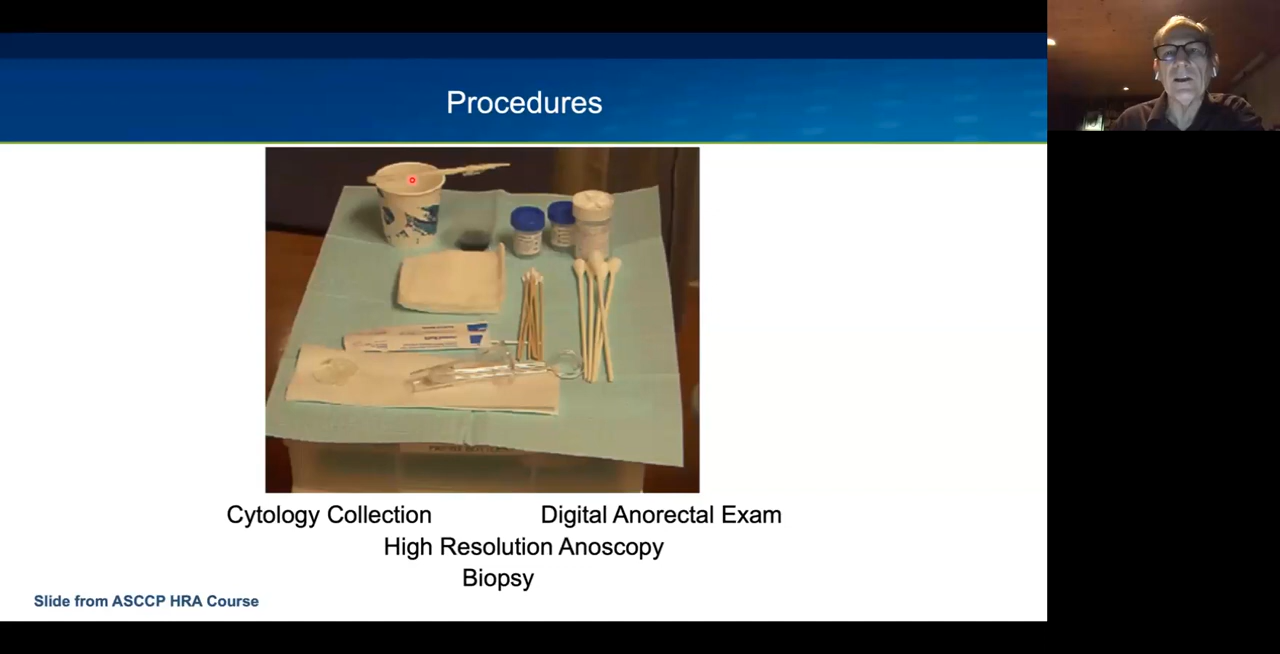 Procedures
Cytology Collection Digital Anorectal Exam
High Resolution Anoscopy
Biopsy
Slide from ASCCP HRA Course